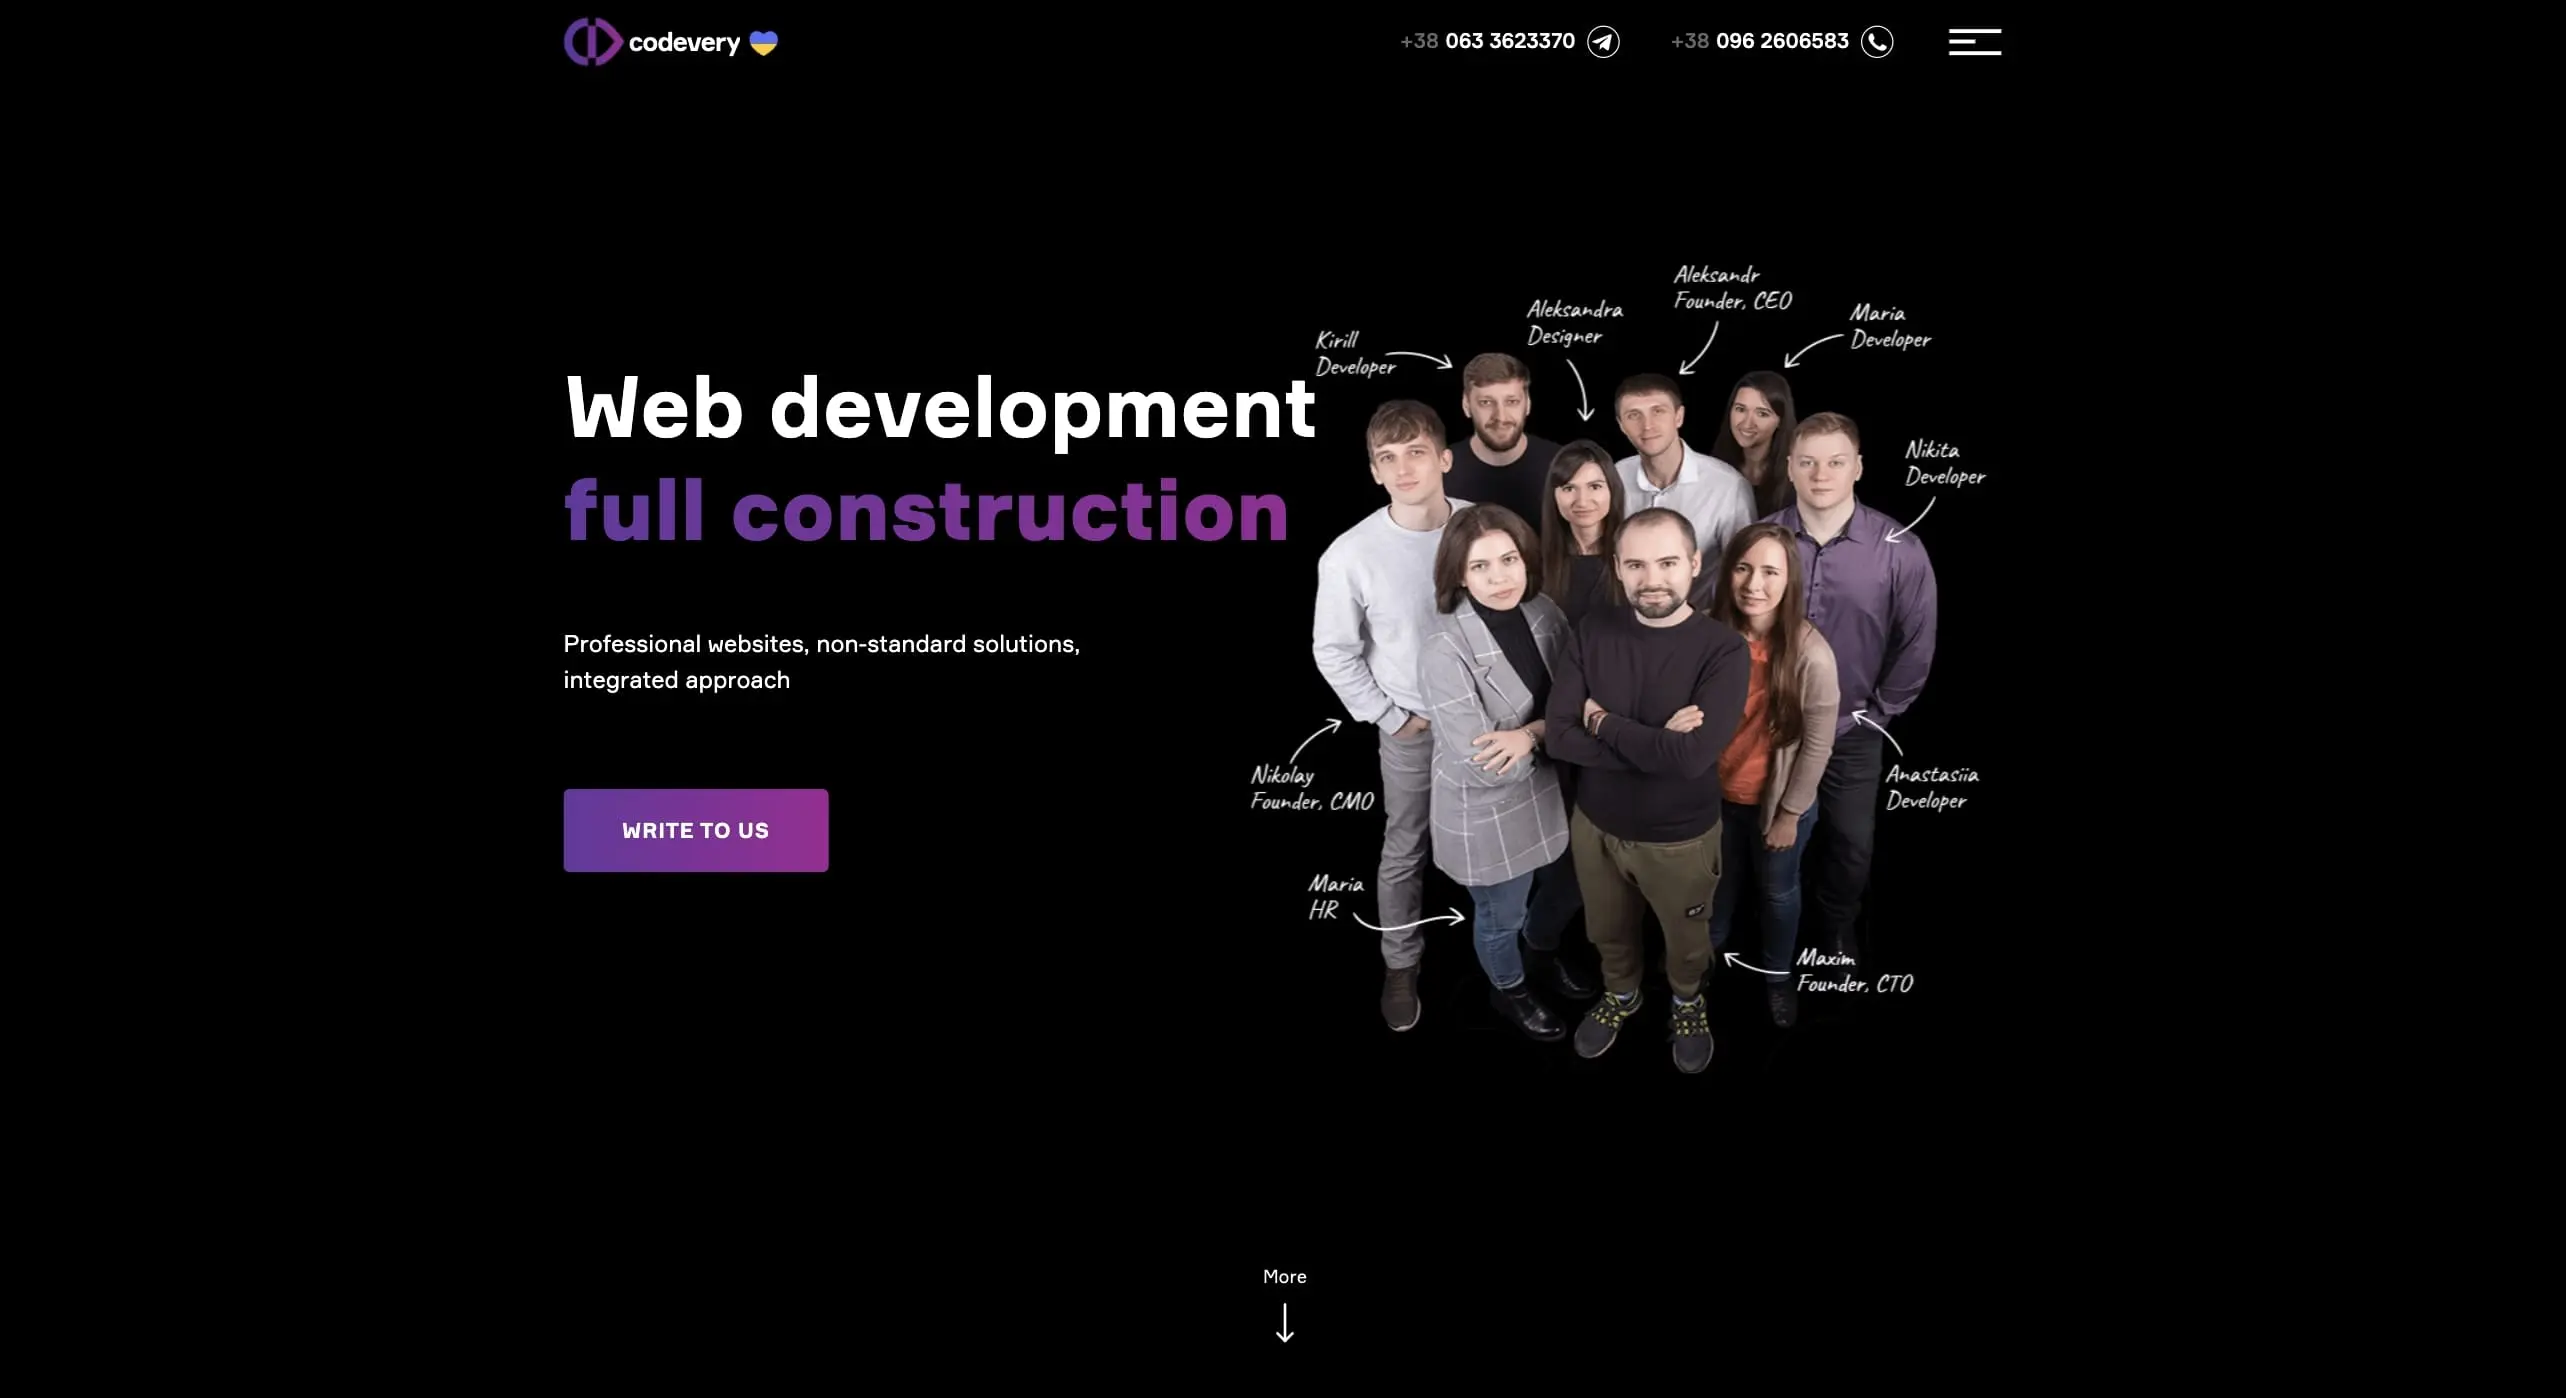 codevery
+38 063 3623370
+38 096 2606583
Aleksandr
Founder, CEO
Aleksandra
Designer
Maria
Developer
Kirill
Developer
Web development
full construction
Nikita
Developer
Professional websites, non-standard solutions,
integrated approach
Nikolay
Founder, CMO
Anastasiia
Developer
WRITE TO US
Maria
HR
Maxim
Founder, CTO
More